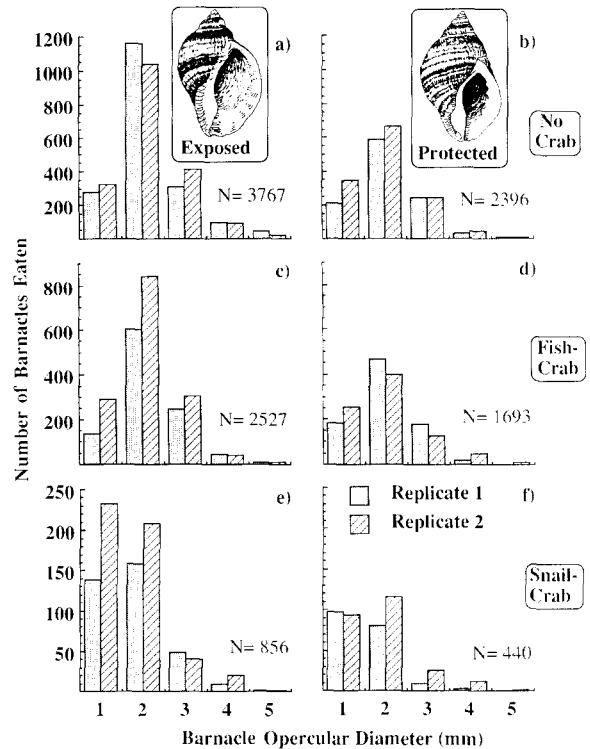 1200
1000
800
600
400
200
a)
Exposed
N= 3767
b)
Protected
N= 2396
No
Crab
Number of Barnacles Eaten
800
600
400
200
c)
N= 2527
d)
N= 1693
Fish-
Crab
250
200
150
100
50
e)
N= 856
Replicate 1
Replicate 2
f)
N= 440
Snail-
Crab
1 2 3 4 5
1 2 3 4 5
Barnacle Opercular Diameter (mm)